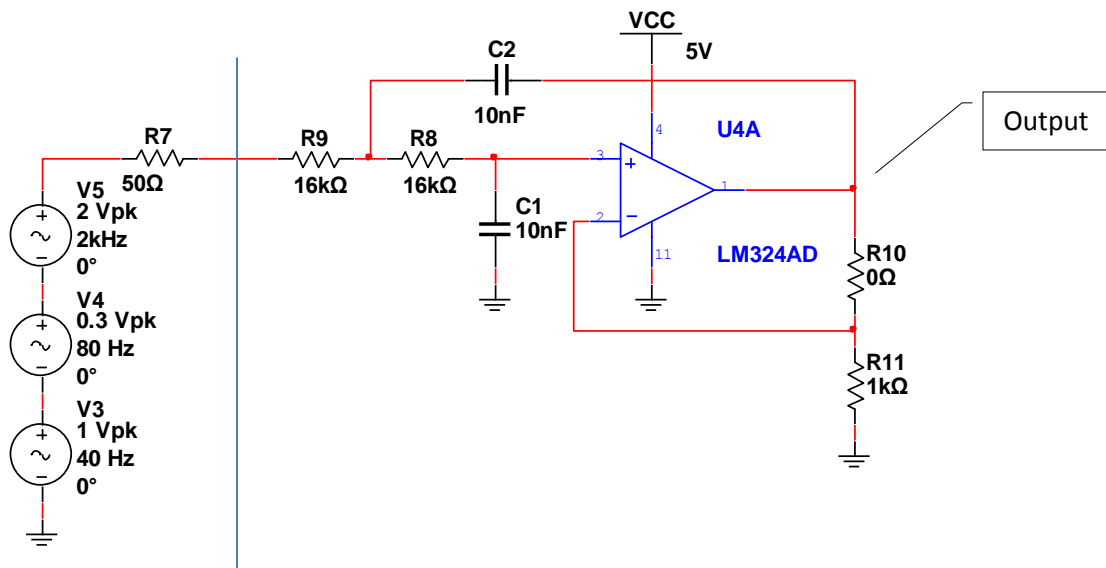 VCC
5V
C2
10nF
4
U4A
Output
R7
50Ω
R9
16kΩ
R8
16kΩ
3
+
1
2
−
V5
2 Vpk
2kHz
0°
+
−
C1
10nF
11
LM324AD
R10
0Ω
V4
0.3 Vpk
80 Hz
0°
+
−
R11
1kΩ
V3
1 Vpk
40 Hz
0°
+
−